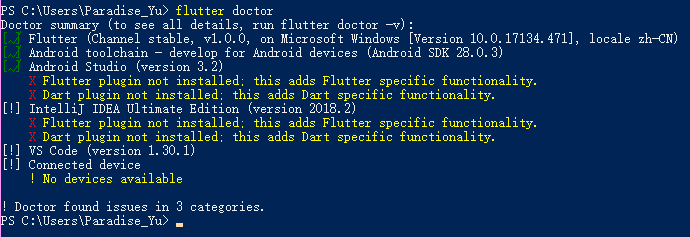 PS C:\Users\Paradise_Yu> flutter doctor
Doctor summary (to see all details, run flutter doctor -v):
[√] Flutter (Channel stable, v1.0.0, on Microsoft Windows [Version 10.0.17134.471], locale zh-CN)
[√] Android toolchain - develop for Android devices (Android SDK 28.0.3)
[√] Android Studio (version 3.2)
X Flutter plugin not installed; this adds Flutter specific functionality.
X Dart plugin not installed; this adds Dart specific functionality.
[!] IntelliJ IDEA Ultimate Edition (version 2018.2)
X Flutter plugin not installed; this adds Flutter specific functionality.
X Dart plugin not installed; this adds Dart specific functionality.
[!] VS Code (version 1.30.1)
[!] Connected device
! No devices available
! Doctor found issues in 3 categories.
PS C:\Users\Paradise_Yu>